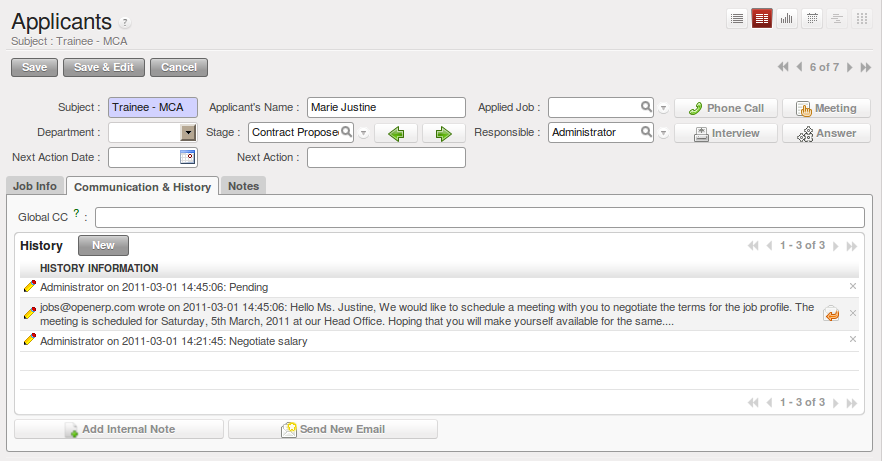 Applicants ?
Subject : Trainee - MCA
Save Save & Edit Cancel 6 of 7
Subject : Trainee - MCA Applicant's Name : Marie Justine Applied Job : Phone Call Meeting
Department : Stage : Contract Propose Responsible : Administrator Interview Answer
Next Action Date : Next Action :
Job Info Communication & History Notes
Global CC ? :
History New 1 - 3 of 3
HISTORY INFORMATION
Administrator on 2011-03-01 14:45:06: Pending
jobs@openerp.com wrote on 2011-03-01 14:45:06: Hello Ms. Justine, We would like to schedule a meeting with you to negotiate the terms for the job profile. The
meeting is scheduled for Saturday, 5th March, 2011 at our Head Office. Hoping that you will make yourself available for the same....
Administrator on 2011-03-01 14:21:45: Negotiate salary
1 - 3 of 3
Add Internal Note Send New Email